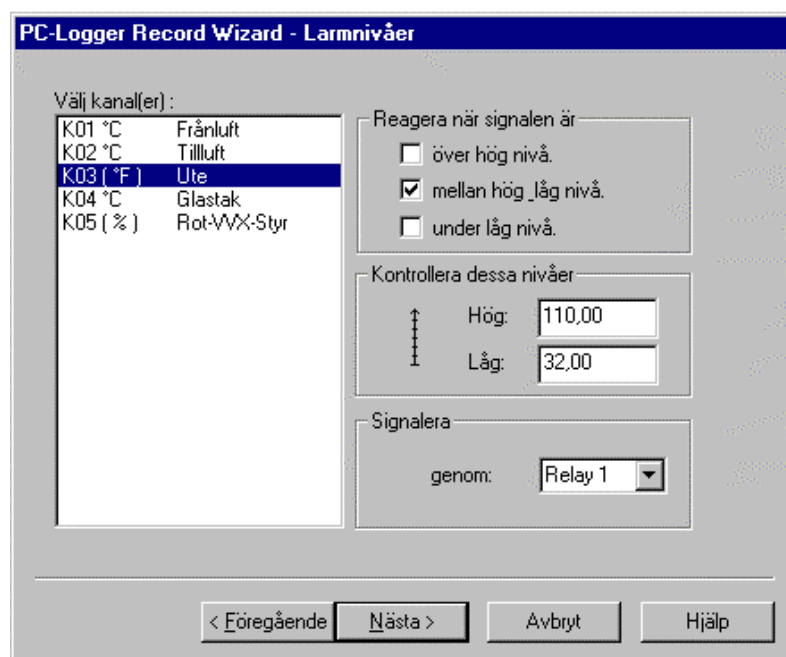 PC-Logger Record Wizard - Larmnivåer
Välj kanal(er) :
K01 °C Frånluft
K02 °C Tillluft
K03 ( °F ) Ute
K04 °C Glastak
K05 ( % ) Rot-VVX-Styr
Reagera när signalen är
över hög nivå.
mellan hög_låg nivå.
under låg nivå.
Kontrollera dessa nivåer
Hög: 110,00
Låg: 32,00
Signalera
genom: Relay 1
< Föregående Nästa > Avbryt Hjälp